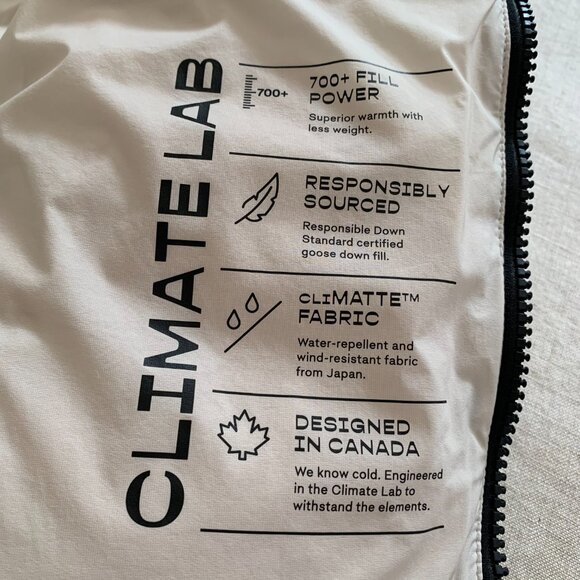 CLIMATE LAB
700+
700+ FILL
POWER
Superior warmth with
less weight.
RESPONSIBLY
SOURCED
Responsible Down
Standard certified
goose down fill.
CLIMATTE™
FABRIC
Water-repellent and
wind-resistant fabric
from Japan.
DESIGNED
IN CANADA
We know cold. Engineered
in the Climate Lab to
withstand the elements.